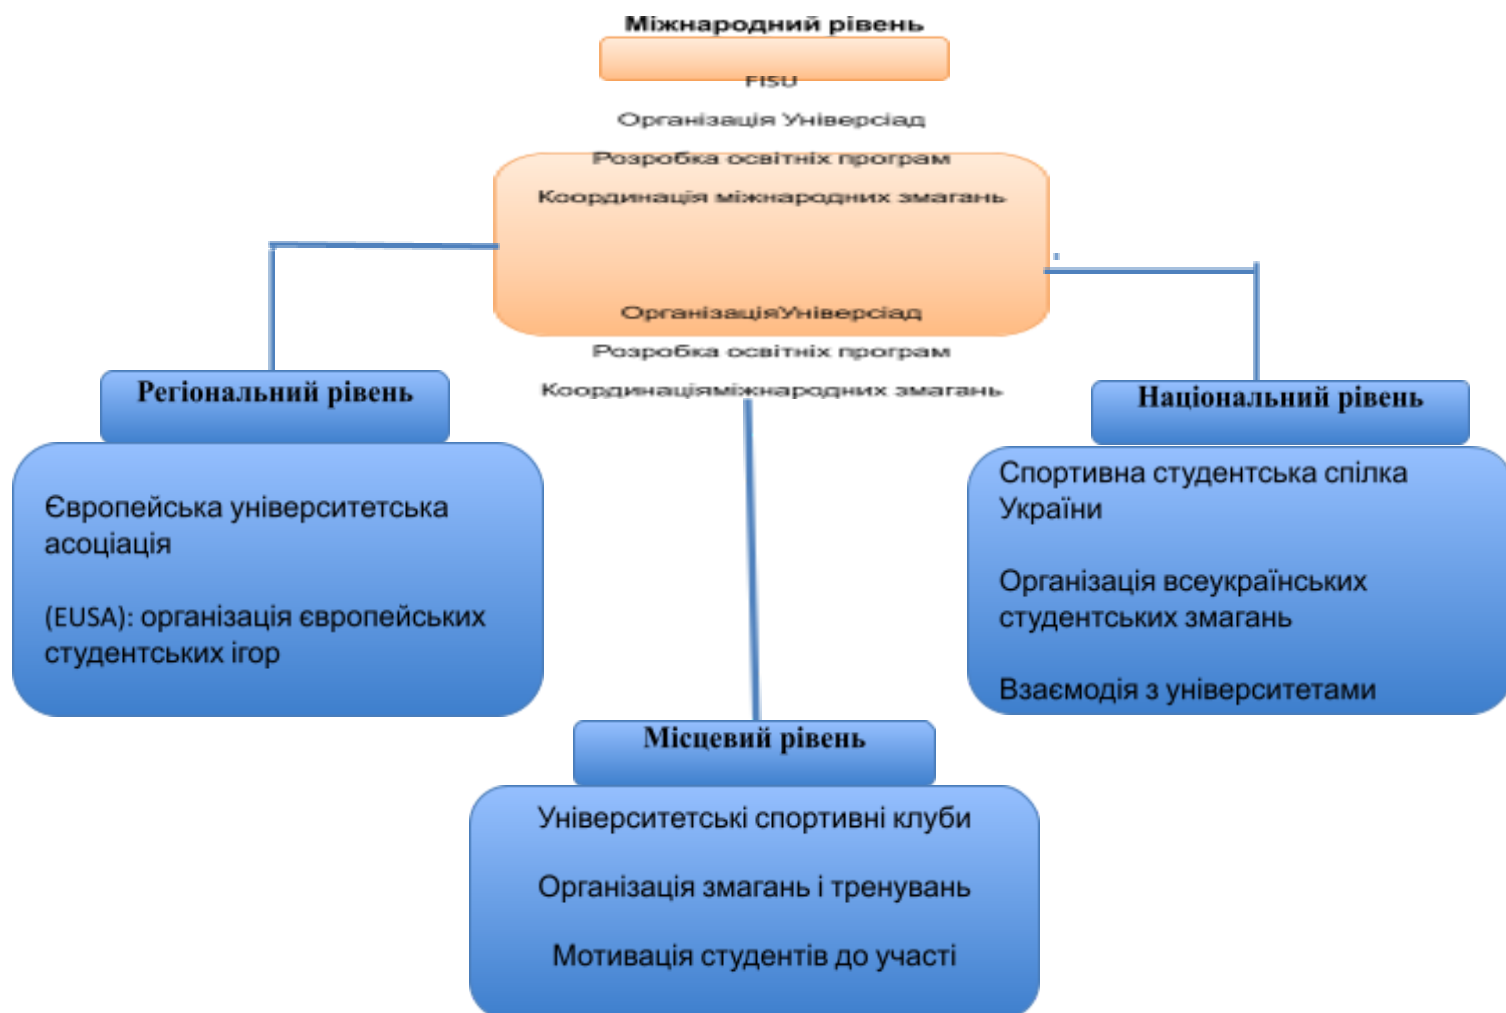 Міжнародний рівень
FISU
Організація Універсіад
Розробка освітніх програм
Координація міжнародних змагань
ОрганізаціяУніверсіад
Розробка освітніх програм
Координаціяміжнародних змагань
Регіональний рівень
Європейська університетська
асоціація
(EUSA): організація європейських
студентських ігор
Національний рівень
Спортивна студентська спілка
України
Організація всеукраїнських
студентських змагань
Взаємодія з університетами
Місцевий рівень
Університетські спортивні клуби
Організація змагань і тренувань
Мотивація студентів до участі